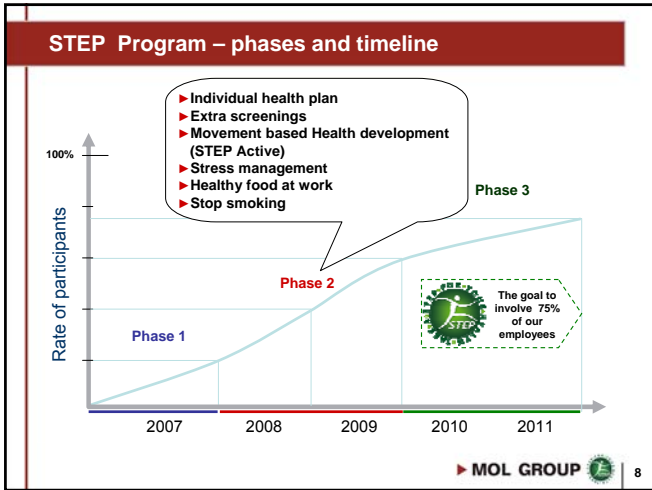 STEP Program – phases and timeline
►Individual health plan
►Extra screenings
►Movement based Health development
(STEP Active)
►Stress management
►Healthy food at work
►Stop smoking
100%
Rate of participants
Phase 1
Phase 2
Phase 3
STEP
The goal to
involve 75%
of our
employees
2007
2008
2009
2010
2011
►MOL GROUP
8